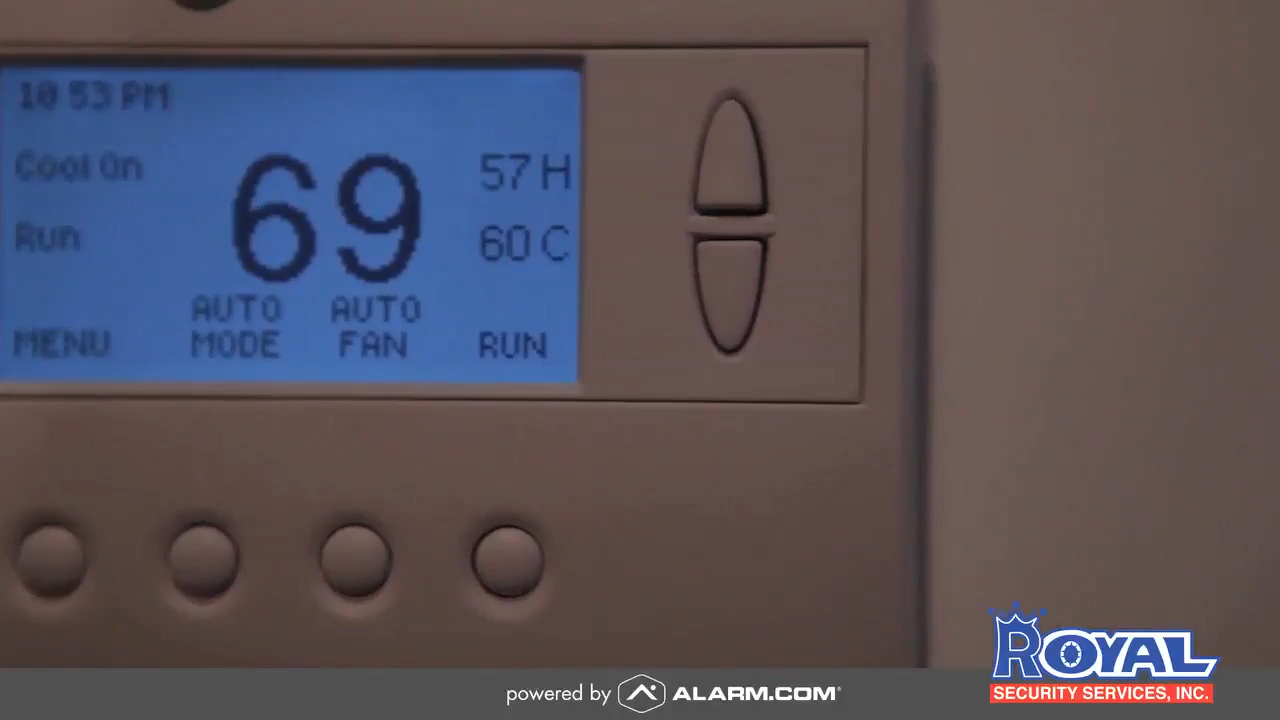 10 53 PM
Cool On
69
57 H
Run
60 C
AUTO AUTO
MENU MODE FAN RUN
ROYAL
SECURITY SERVICES, INC.
powered by ALARM.COM